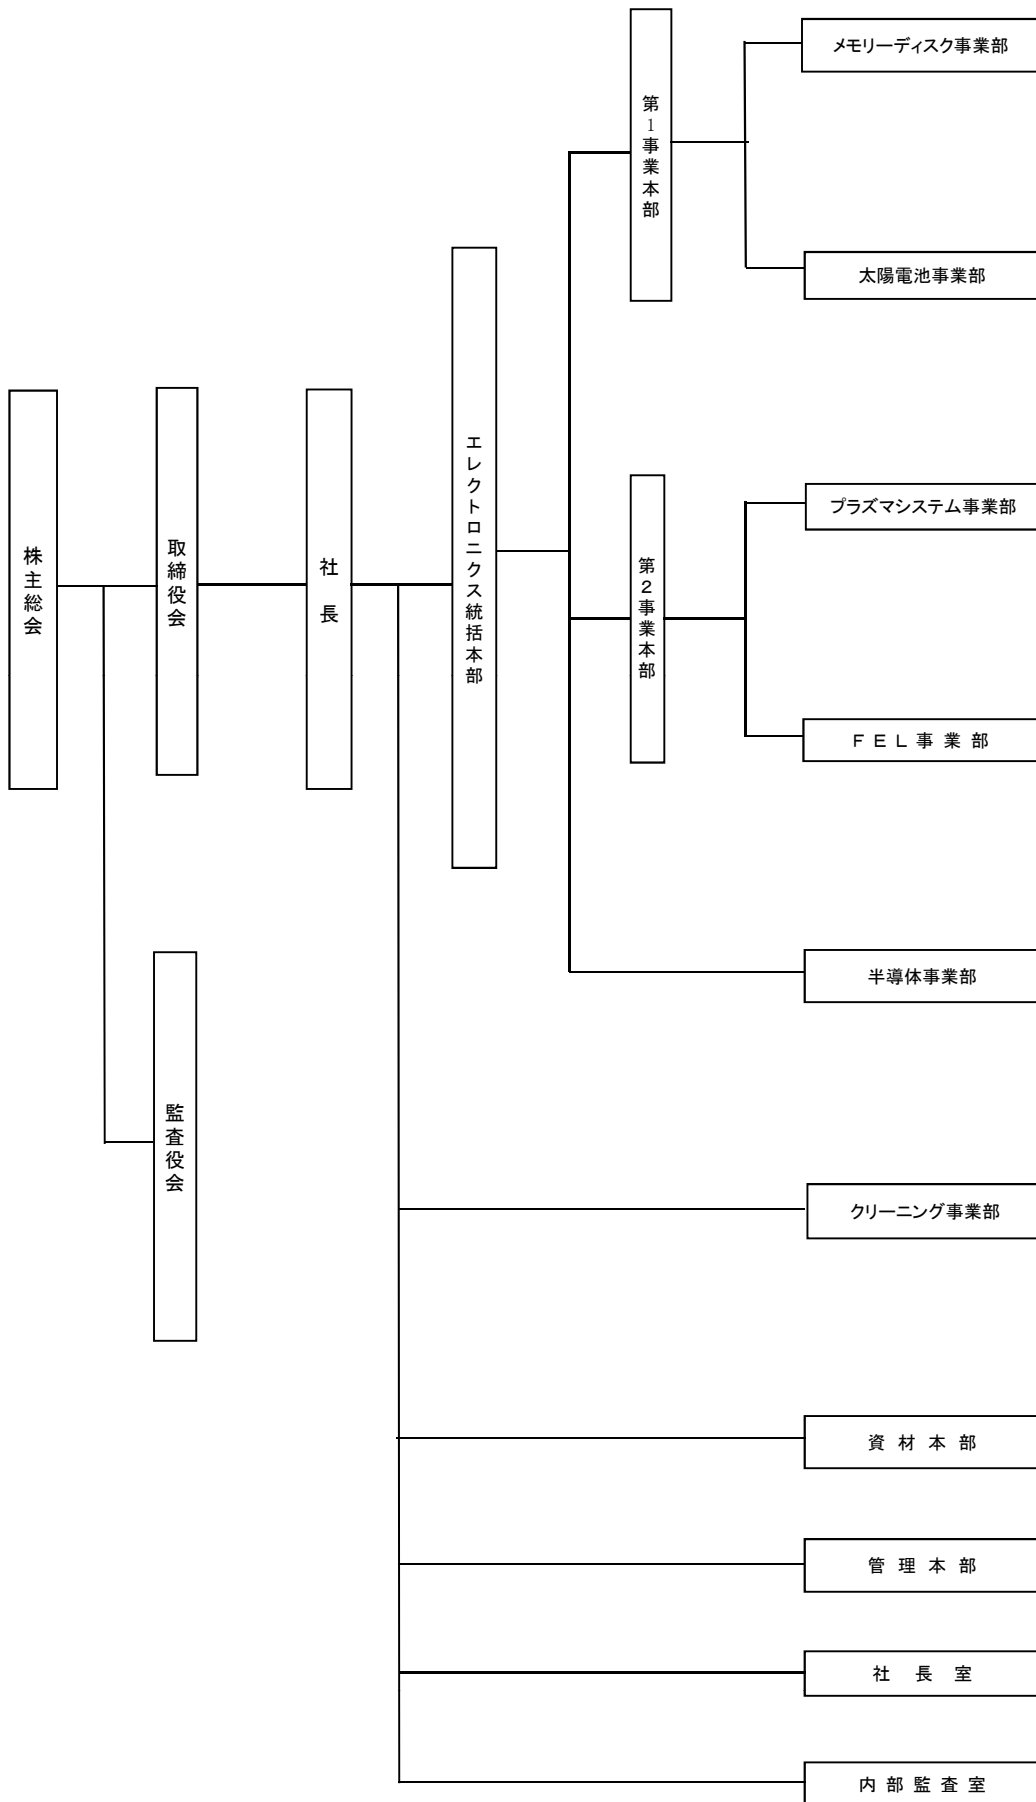 株主総会
取締役会
監査役会
社長
エレクトロニクス統括本部
第1事業本部
メモリーディスク事業部
太陽電池事業部
第2事業本部
プラズマシステム事業部
ＦＥＬ事業部
半導体事業部
クリーニング事業部
資材本部
管理本部
社長室
内部監査室